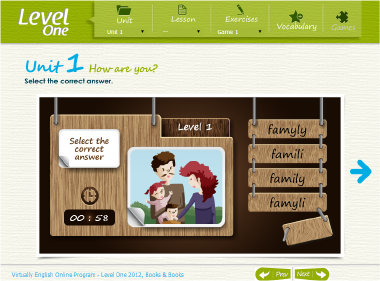 Level
One
Unit
Lesson
Exercises
Vocabulary
Games
Unit 1
...
Game 1
Unit 1 How are you?
Select the correct answer.
Level 1
Select the
correct
answer
00 : 58
famyly
famili
family
famyli
Virtually English Online Program - Level One 2012, Books & Books
Prev
Next